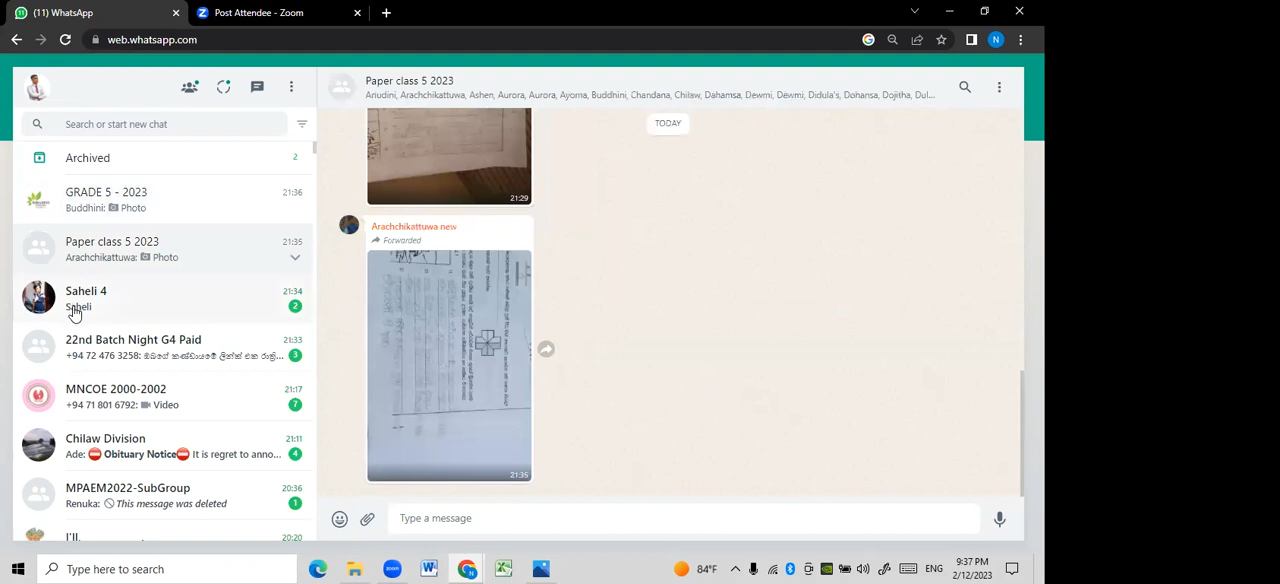 (11) WhatsApp
Post Attendee - Zoom
web.whatsapp.com
N
Search or start new chat
Archived
2
GRADE 5 - 2023
21:36
Buddhini: Photo
Paper class 5 2023
21:35
Arachchikattuwa: Photo
Saheli 4
21:34
Saheli
2
22nd Batch Night G4 Paid
21:33
+94 72 476 3258: ඔබගේ කණ්ඩායමේ ලින්ක් එක රාත්‍රි...
3
MNCOE 2000-2002
21:17
+94 71 801 6792: Video
7
Chilaw Division
21:11
Ade: ⛔ Obituary Notice⛔ It is regret to anno...
4
MPAEM2022-SubGroup
20:36
Renuka: This message was deleted
1
20:20
Paper class 5 2023
Anudini, Arachchikattuwa, Ashen, Aurora, Aurora, Ayoma, Buddhini, Chandana, Chilaw, Dahamsa, Dewmi, Dewmi, Didula's, Dohansa, Dojitha, Dul...
TODAY
21:29
Arachchikattuwa new
Forwarded
21:35
Type a message
Type here to search
84°F
ENG
9:37 PM
2/12/2023